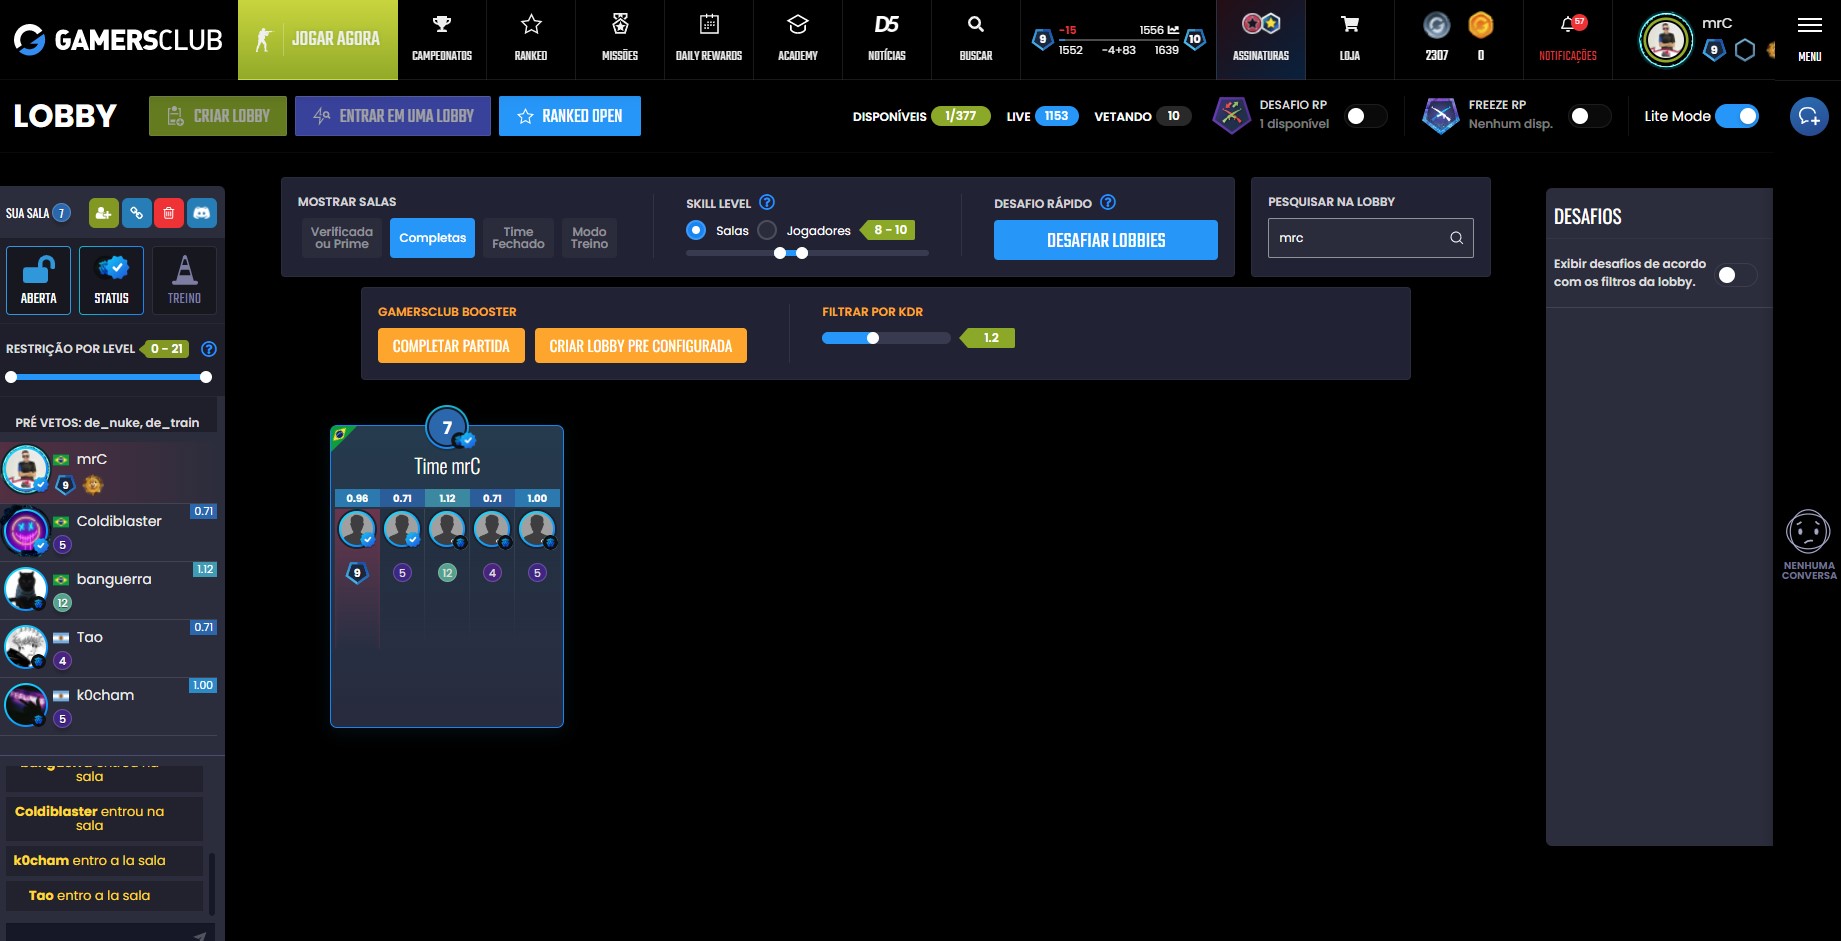 GAMERSCLUB
JOGAR AGORA
CAMPEONATOS
RANKED
MISSÕES
DAILY REWARDS
ACADEMY
D5
NOTÍCIAS
BUSCAR
9
-15
1556
1552
-4+83
1639
10
ASSINATURAS
LOJA
2307
0
57
NOTIFICAÇÕES
mrC
9
MENU
LOBBY
CRIAR LOBBY
ENTRAR EM UMA LOBBY
RANKED OPEN
DISPONÍVEIS 1/377
LIVE 1153
VETANDO 10
DESAFIO RP
1 disponível
FREEZE RP
Nenhum disp.
Lite Mode
SUA SALA 7
ABERTA
STATUS
TREINO
RESTRIÇÃO POR LEVEL 0 - 21 ?
PRÉ VETOS: de_nuke, de_train
mrC
9
Coldiblaster
0.71
5
banguerra
1.12
12
Tao
0.71
4
k0cham
1.00
5
banguerra entrou na
sala
Coldiblaster entrou na
sala
k0cham entro a la sala
Tao entro a la sala
MOSTRAR SALAS
Verificada
ou Prime
Completas
Time
Fechado
Modo
Treino
SKILL LEVEL ?
Salas
Jogadores
8 - 10
DESAFIO RÁPIDO ?
DESAFIAR LOBBIES
PESQUISAR NA LOBBY
mrc
GAMERSCLUB BOOSTER
COMPLETAR PARTIDA
CRIAR LOBBY PRE CONFIGURADA
FILTRAR POR KDR
1.2
7
Time mrC
0.96 0.71 1.12 0.71 1.00
9 5 12 4 5
DESAFIOS
Exibir desafios de acordo
com os filtros da lobby.
NENHUMA
CONVERSA